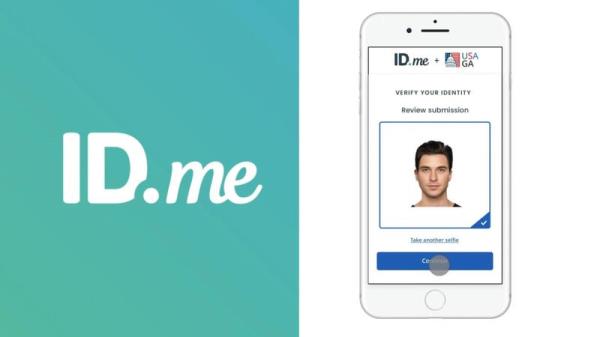 ID.me
ID.me + USA
GA
VERIFY YOUR IDENTITY
Review submission
Take another selfie